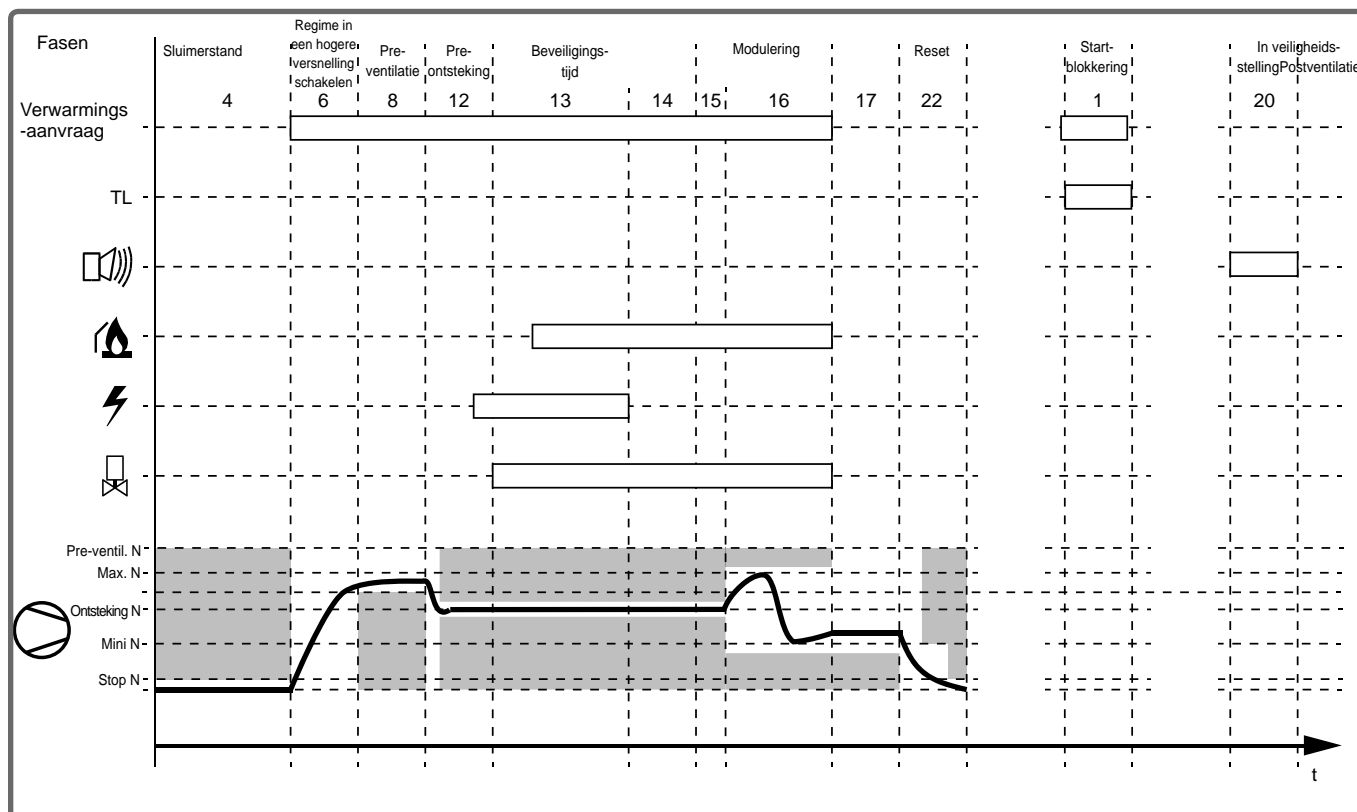 Fasen
Sluimerstand
Regime in
een hogere
versnelling
schakelen
Pre-
ventilatie
Pre-
ontsteking
Beveiligings-
tijd
Modulering
Reset
Start-
blokkering
In veiligheids-
stellingPostventilatie
4 6 8 12 13 14 15 16 17 22 1 20
Verwarmings
-aanvraag
TL
Pre-ventil. N
Max. N
Ontsteking N
Mini N
Stop N
t